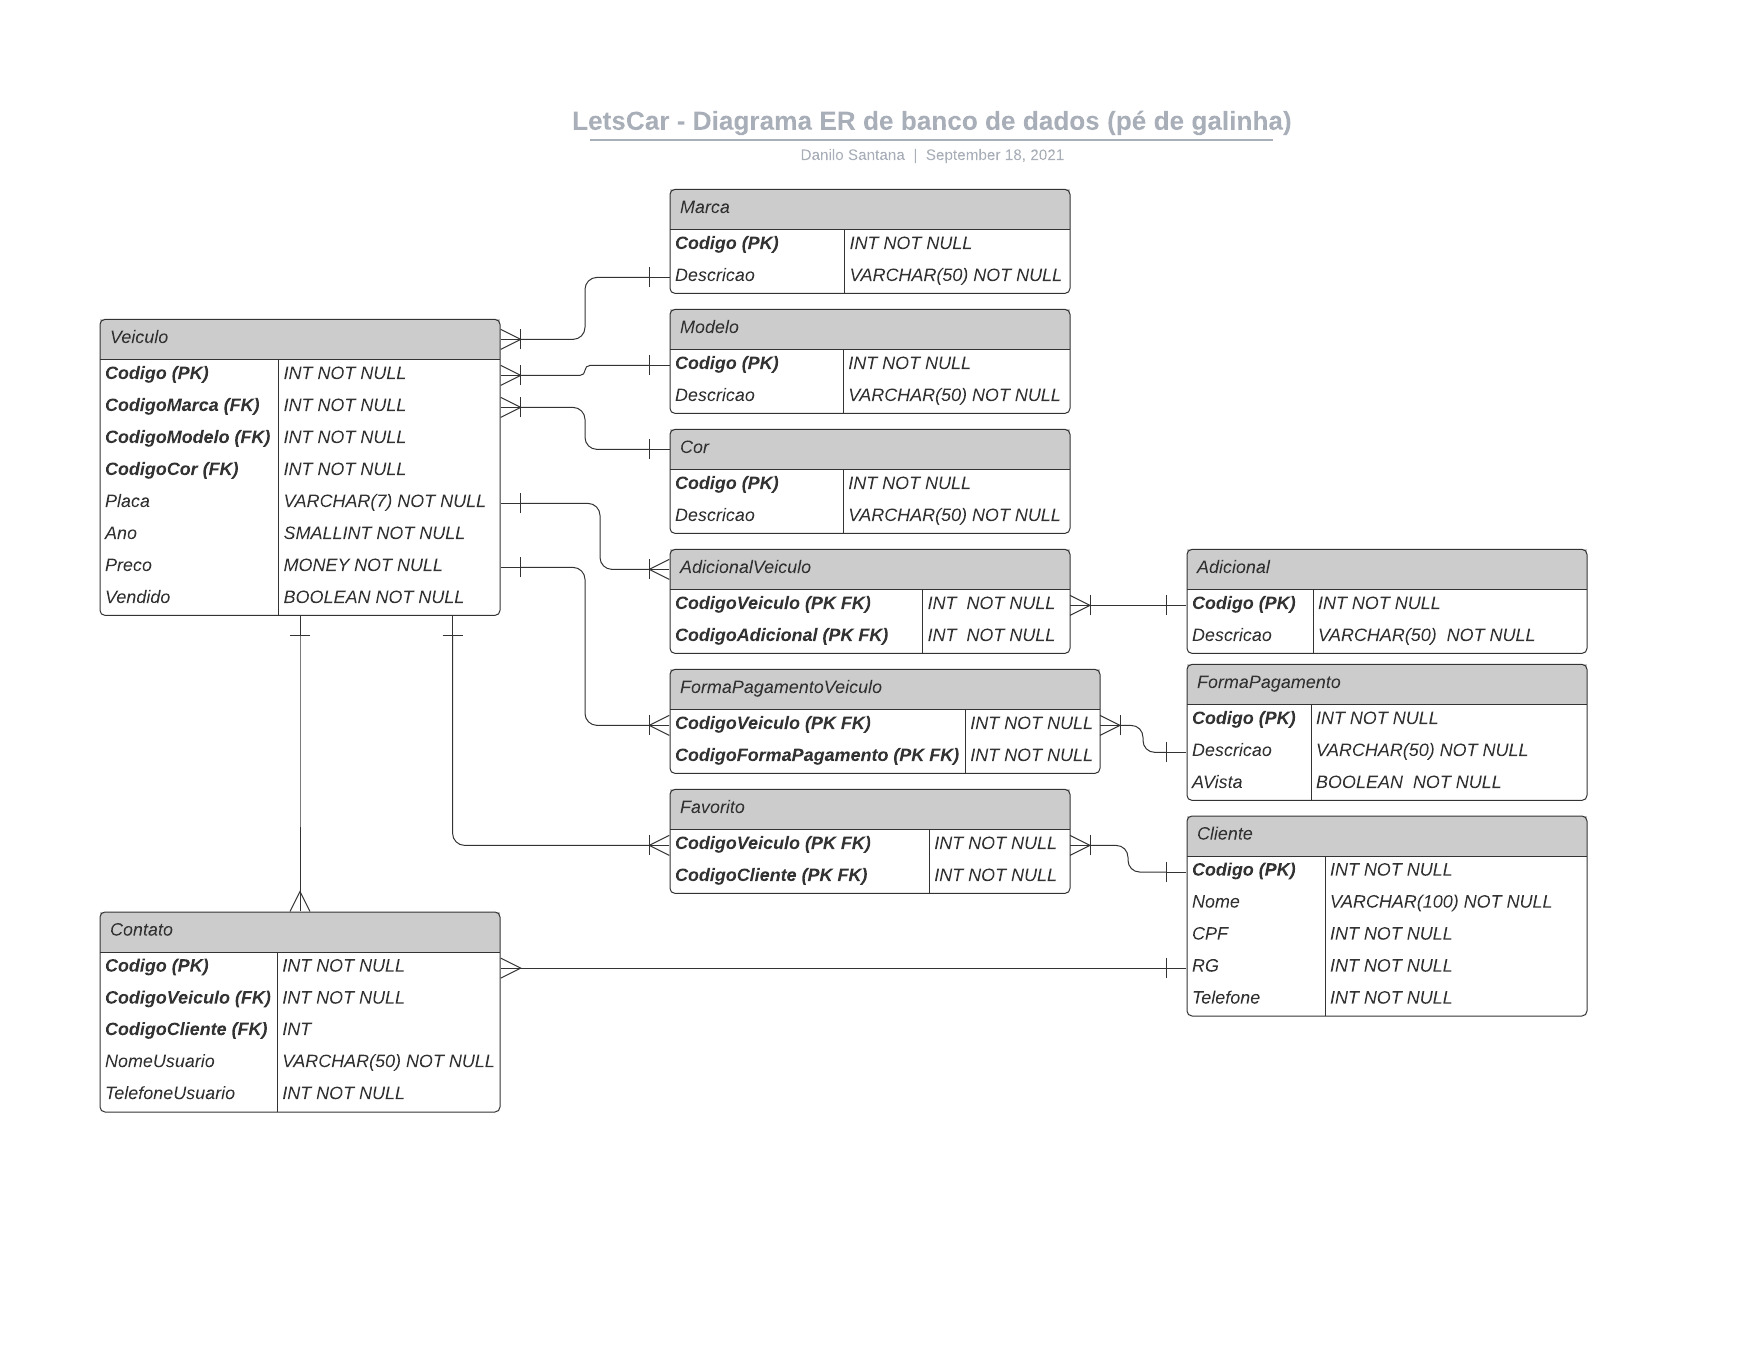 LetsCar - Diagrama ER de banco de dados (pé de galinha)
Danilo Santana | September 18, 2021
Marca
Codigo (PK) INT NOT NULL
Descricao VARCHAR(50) NOT NULL
Veiculo
Codigo (PK) INT NOT NULL
CodigoMarca (FK) INT NOT NULL
CodigoModelo (FK) INT NOT NULL
CodigoCor (FK) INT NOT NULL
Placa VARCHAR(7) NOT NULL
Ano SMALLINT NOT NULL
Preco MONEY NOT NULL
Vendido BOOLEAN NOT NULL
Modelo
Codigo (PK) INT NOT NULL
Descricao VARCHAR(50) NOT NULL
Cor
Codigo (PK) INT NOT NULL
Descricao VARCHAR(50) NOT NULL
AdicionalVeiculo
CodigoVeiculo (PK FK) INT NOT NULL
CodigoAdicional (PK FK) INT NOT NULL
Adicional
Codigo (PK) INT NOT NULL
Descricao VARCHAR(50) NOT NULL
FormaPagamentoVeiculo
CodigoVeiculo (PK FK) INT NOT NULL
CodigoFormaPagamento (PK FK) INT NOT NULL
FormaPagamento
Codigo (PK) INT NOT NULL
Descricao VARCHAR(50) NOT NULL
AVista BOOLEAN NOT NULL
Favorito
CodigoVeiculo (PK FK) INT NOT NULL
CodigoCliente (PK FK) INT NOT NULL
Cliente
Codigo (PK) INT NOT NULL
Nome VARCHAR(100) NOT NULL
CPF INT NOT NULL
RG INT NOT NULL
Telefone INT NOT NULL
Contato
Codigo (PK) INT NOT NULL
CodigoVeiculo (FK) INT NOT NULL
CodigoCliente (FK) INT
NomeUsuario VARCHAR(50) NOT NULL
TelefoneUsuario INT NOT NULL